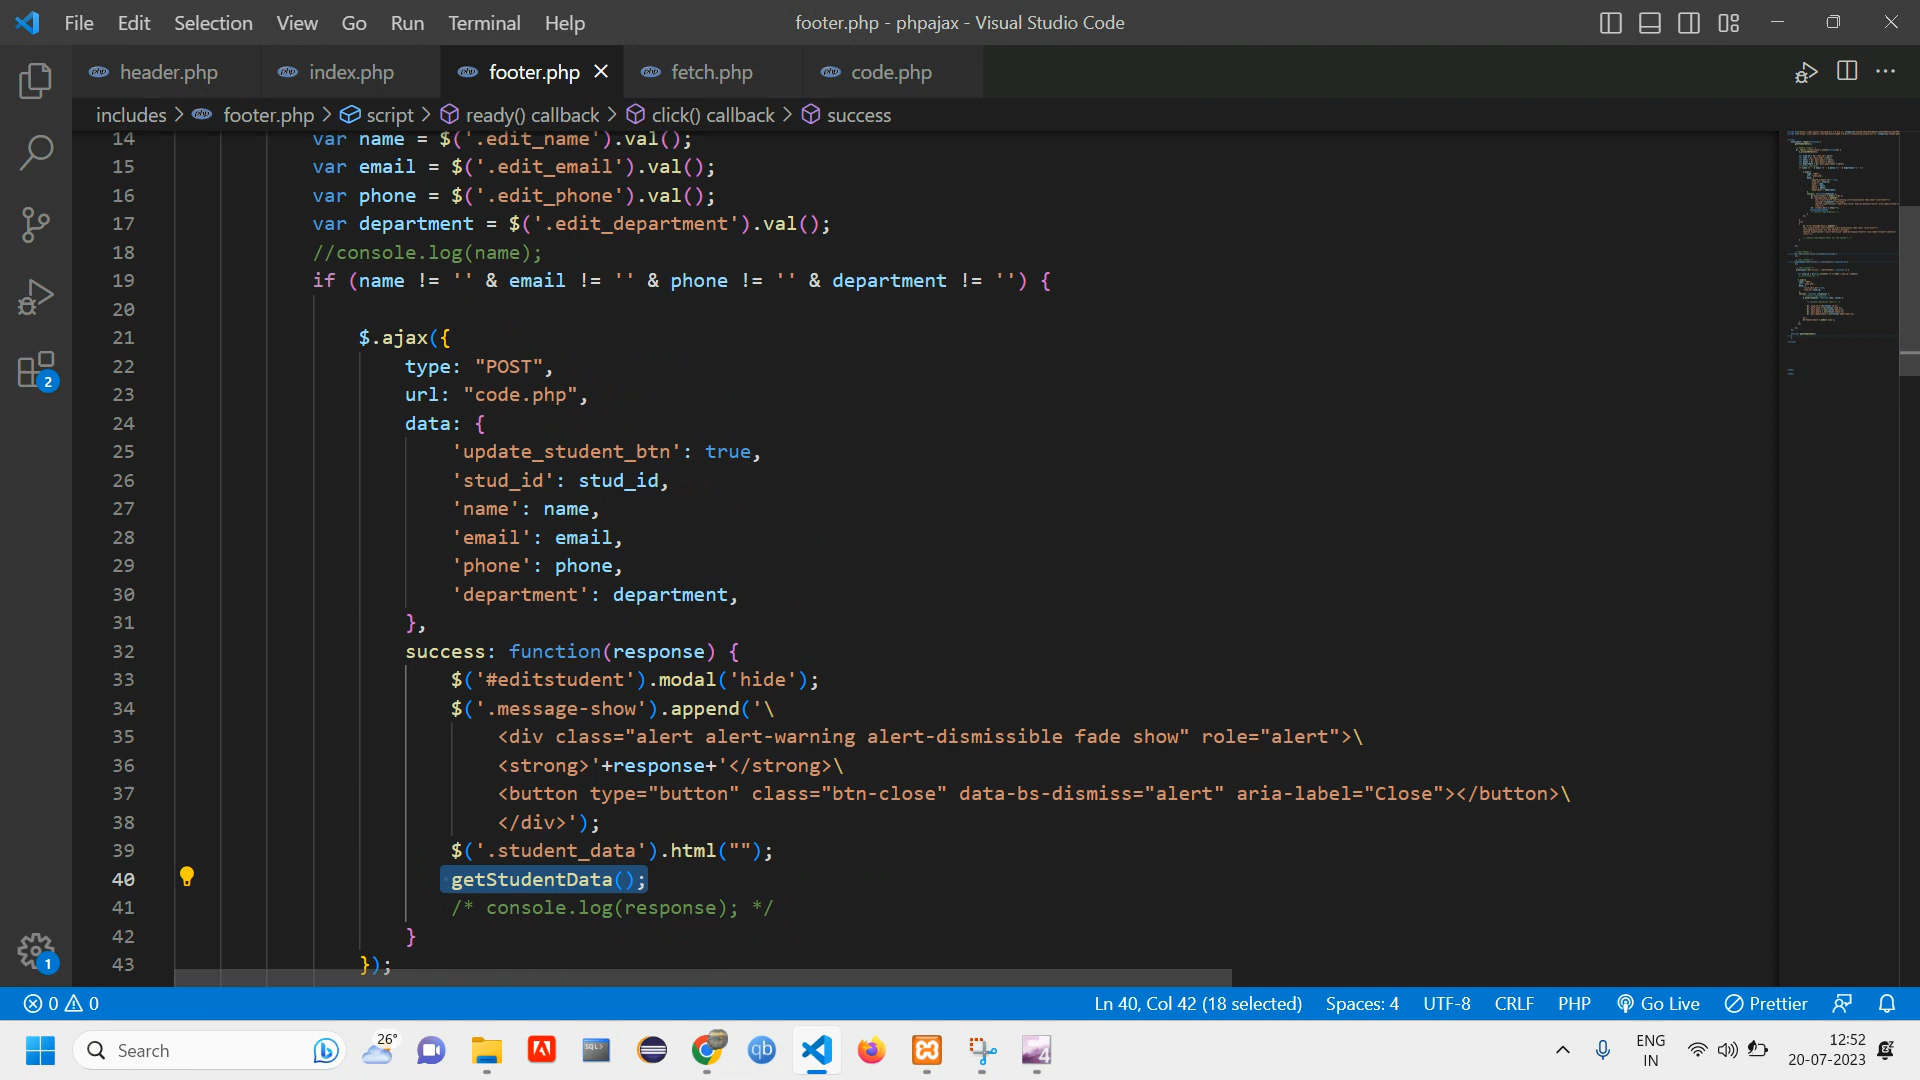 File Edit Selection View Go Run Terminal Help footer.php - phpajax - Visual Studio Code
header.php index.php footer.php fetch.php code.php
includes > footer.php > script > ready() callback > click() callback > success
14 var name = $('.edit_name').val();
15 var email = $('.edit_email').val();
16 var phone = $('.edit_phone').val();
17 var department = $('.edit_department').val();
18 //console.log(name);
19 if (name != '' & email != '' & phone != '' & department != '') {
20
21 $.ajax({
22 type: "POST",
23 url: "code.php",
24 data: {
25 'update_student_btn': true,
26 'stud_id': stud_id,
27 'name': name,
28 'email': email,
29 'phone': phone,
30 'department': department,
31 },
32 success: function(response) {
33 $('#editstudent').modal('hide');
34 $('.message-show').append('\
35 <div class="alert alert-warning alert-dismissible fade show" role="alert">\
36 <strong>'+response+'</strong>\
37 <button type="button" class="btn-close" data-bs-dismiss="alert" aria-label="Close"></button>\
38 </div>');
39 $('.student_data').html("");
40 getStudentData();
41 /* console.log(response); */
42 }
43 });
2
1
0 0 Ln 40, Col 42 (18 selected) Spaces: 4 UTF-8 CRLF PHP Go Live Prettier
Search 26° SQL> qb 4 ENG IN 12:52 20-07-2023